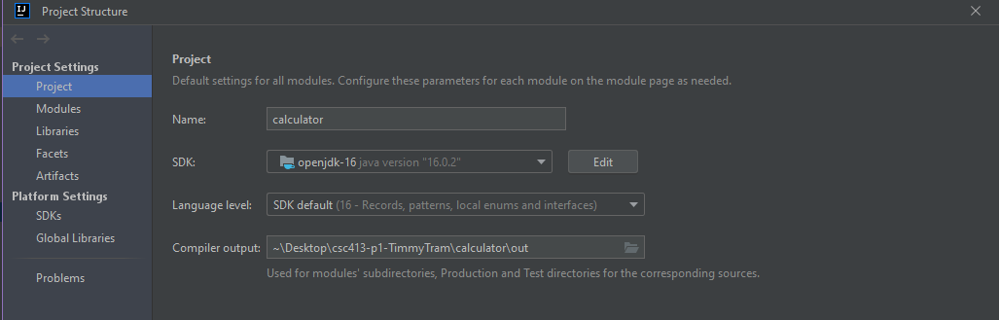 IJ
Project Structure
Project Settings
Project
Modules
Libraries
Facets
Artifacts
Platform Settings
SDKs
Global Libraries
Problems
Project
Default settings for all modules. Configure these parameters for each module on the module page as needed.
Name: calculator
SDK: openjdk-16 java version "16.0.2" Edit
Language level: SDK default (16 - Records, patterns, local enums and interfaces)
Compiler output: ~\Desktop\csc413-p1-TimmyTram\calculator\out
Used for modules' subdirectories, Production and Test directories for the corresponding sources.